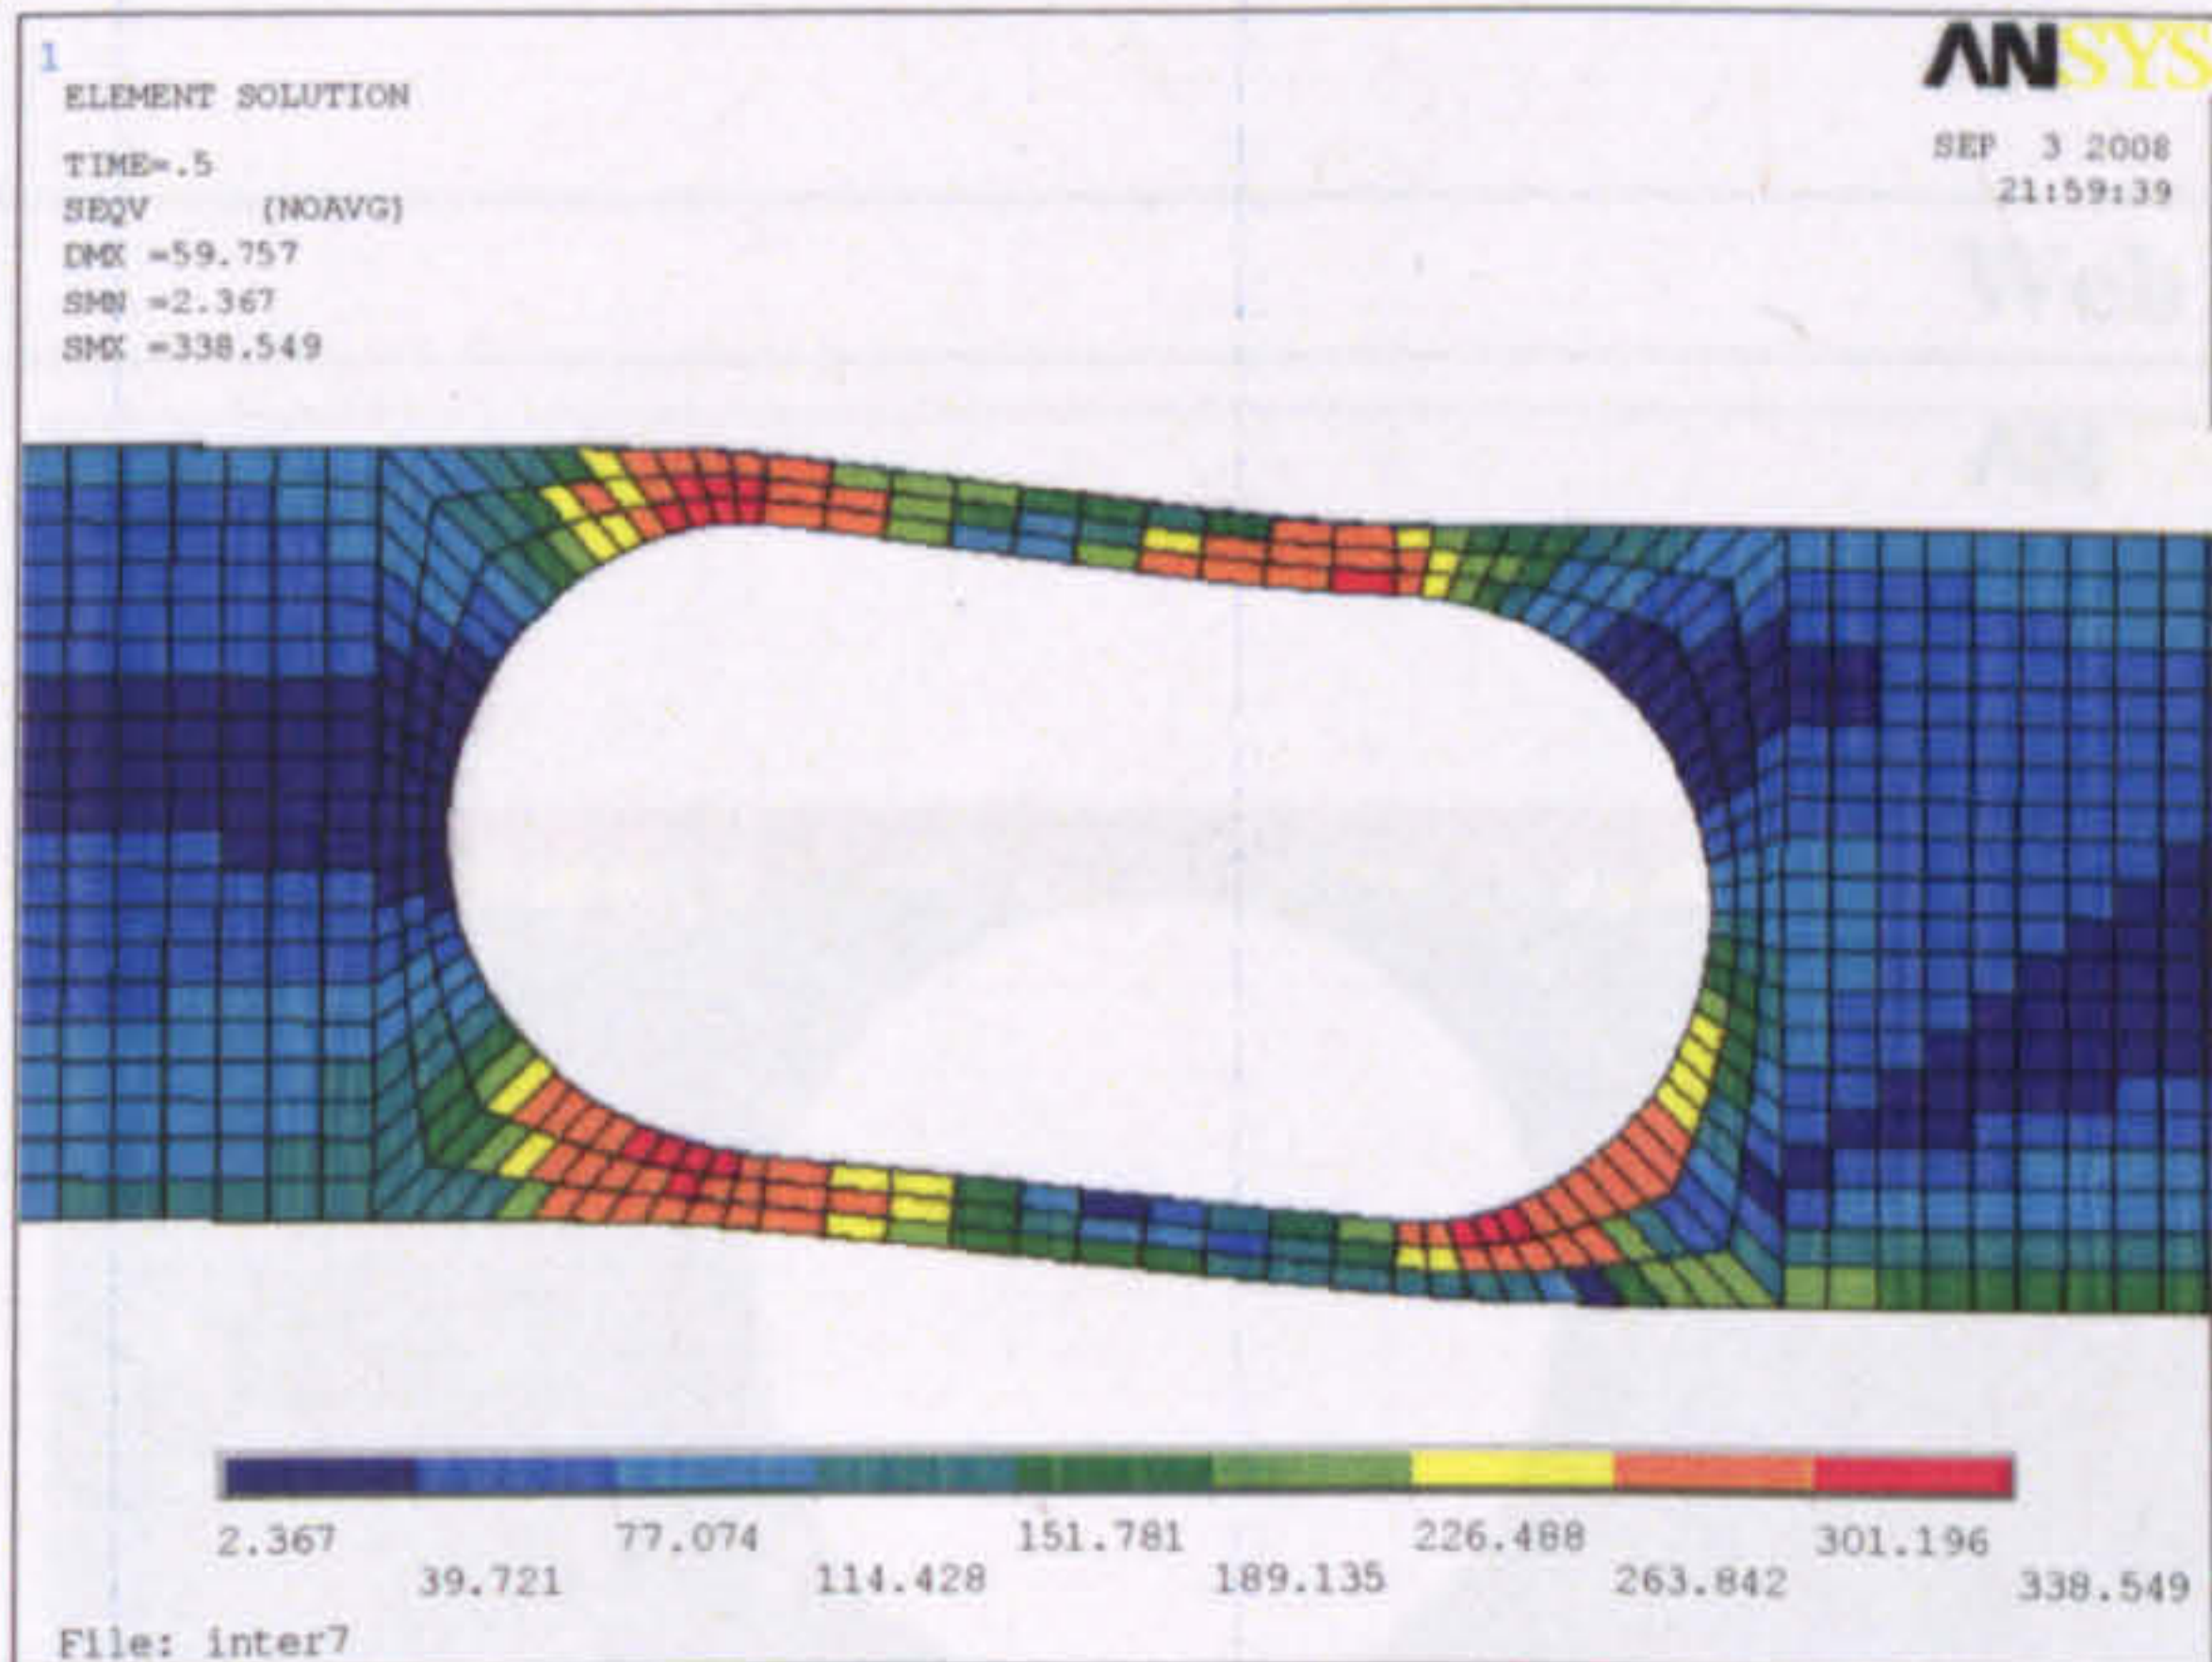 1
ANSYS
ELEMENT SOLUTION
SEP 3 2008
TIME=.5
21:59:39
SEQV (NOAVG)
DMX =59.757
SMN =2.367
SMX =338.549
Web
2.367 77.074 151.781 226.488 301.196
39.721 114.428 189.135 263.842 338.549
File: inter7